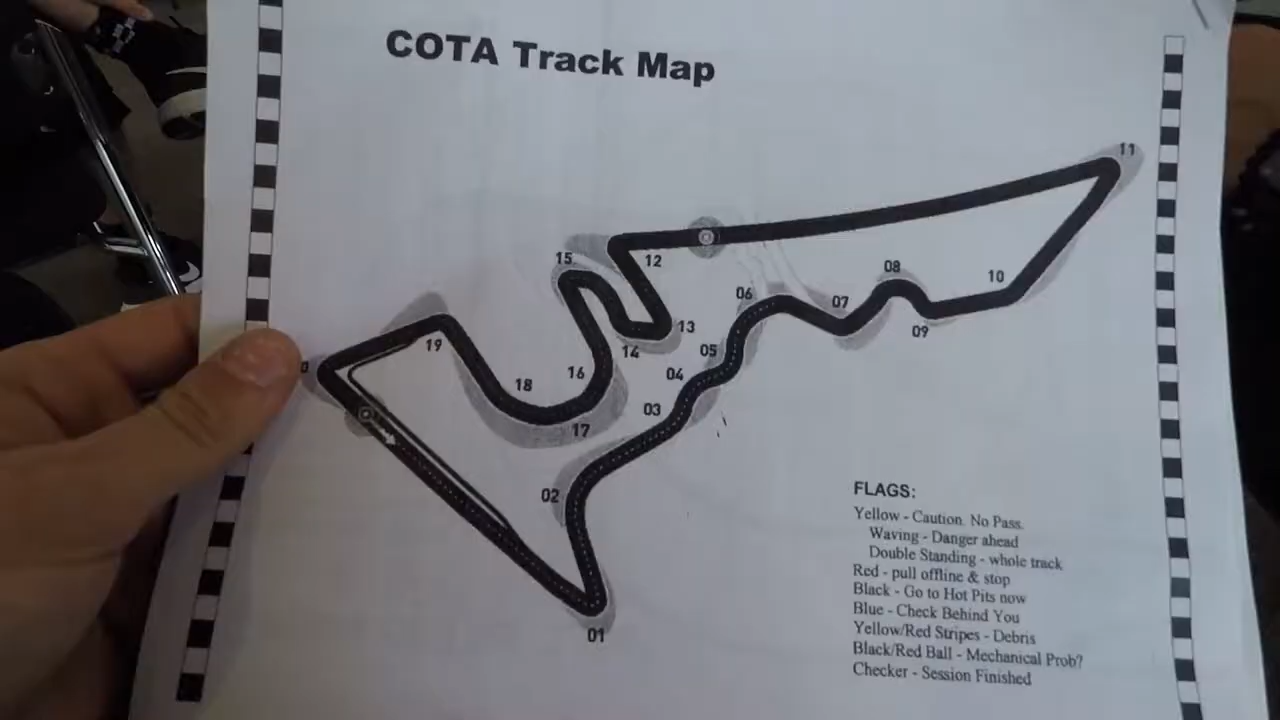 COTA Track Map
11
15
12
08
10
06
07
13
09
19
14
05
0
16
04
18
03
17
02
01
FLAGS:
Yellow - Caution. No Pass.
Waving - Danger ahead
Double Standing - whole track
Red - pull offline & stop
Black - Go to Hot Pits now
Blue - Check Behind You
Yellow/Red Stripes - Debris
Black/Red Ball - Mechanical Prob?
Checker - Session Finished